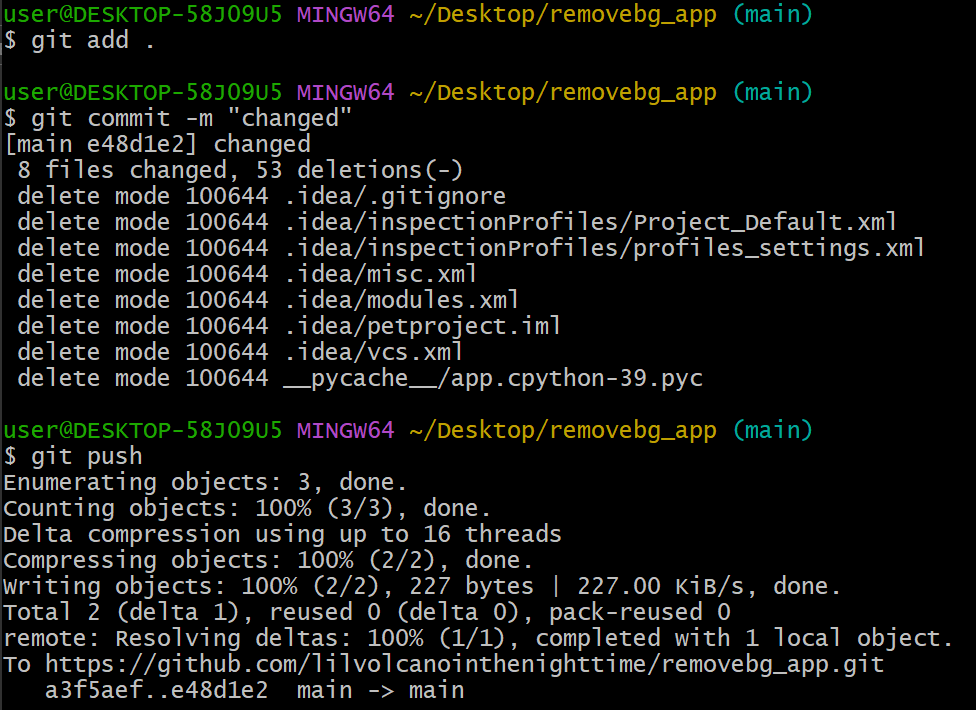 user@DESKTOP-58JO9U5 MINGW64 ~/Desktop/removebg_app (main)
$ git add .
user@DESKTOP-58JO9U5 MINGW64 ~/Desktop/removebg_app (main)
$ git commit -m "changed"
[main e48d1e2] changed
 8 files changed, 53 deletions(-)
 delete mode 100644 .idea/.gitignore
 delete mode 100644 .idea/inspectionProfiles/Project_Default.xml
 delete mode 100644 .idea/inspectionProfiles/profiles_settings.xml
 delete mode 100644 .idea/misc.xml
 delete mode 100644 .idea/modules.xml
 delete mode 100644 .idea/petproject.iml
 delete mode 100644 .idea/vcs.xml
 delete mode 100644 __pycache__/app.cpython-39.pyc
user@DESKTOP-58JO9U5 MINGW64 ~/Desktop/removebg_app (main)
$ git push
Enumerating objects: 3, done.
Counting objects: 100% (3/3), done.
Delta compression using up to 16 threads
Compressing objects: 100% (2/2), done.
Writing objects: 100% (2/2), 227 bytes | 227.00 KiB/s, done.
Total 2 (delta 1), reused 0 (delta 0), pack-reused 0
remote: Resolving deltas: 100% (1/1), completed with 1 local object.
To https://github.com/lilvolcanointhenighttime/removebg_app.git
   a3f5aef..e48d1e2  main -> main